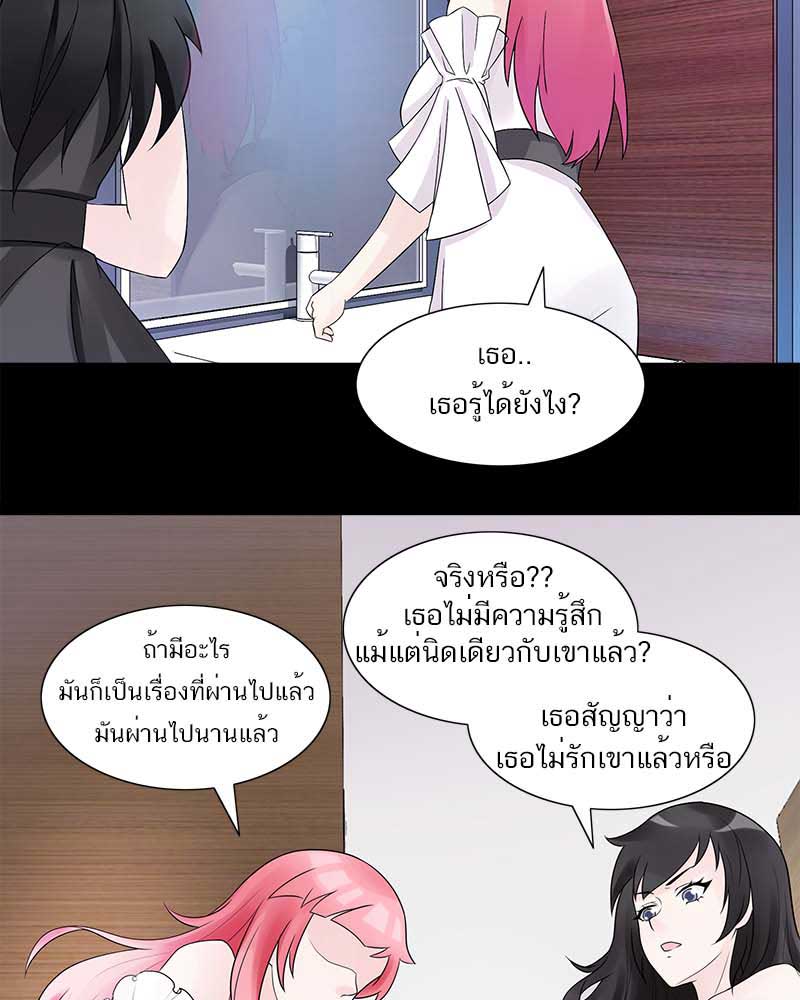 เธอ..
เธอรู้ได้ยังไง?
จริงหรือ??
เธอไม่มีความรู้สึก
แม้แต่นิดเดียวกับเขาแล้ว?
ถ้ามีอะไร
มันก็เป็นเรื่องที่ผ่านไปแล้ว
มันผ่านไปนานแล้ว
เธอสัญญาว่า
เธอไม่รักเขาแล้วหรือ